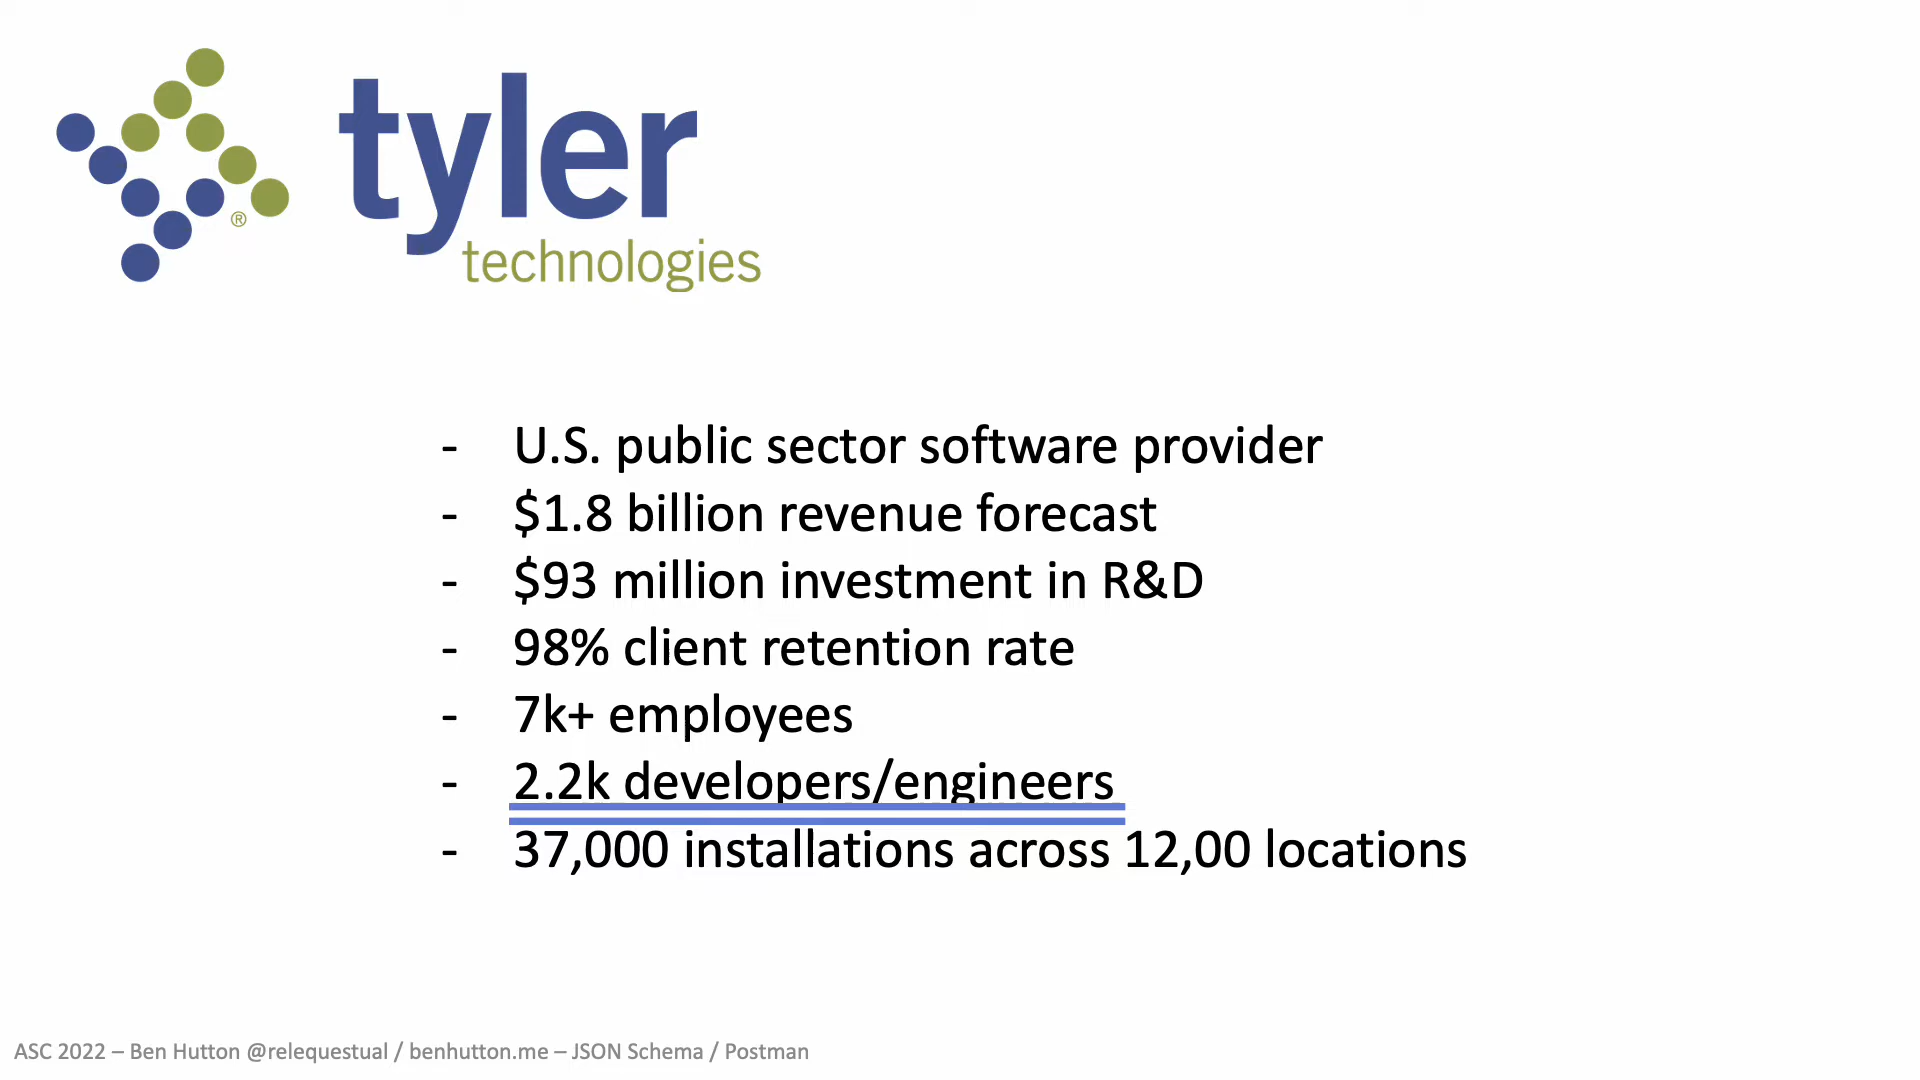 tyler
technologies
®
- U.S. public sector software provider
- $1.8 billion revenue forecast
- $93 million investment in R&D
- 98% client retention rate
- 7k+ employees
- 2.2k developers/engineers
- 37,000 installations across 12,00 locations
ASC 2022 – Ben Hutton @relequestual / benhutton.me – JSON Schema / Postman